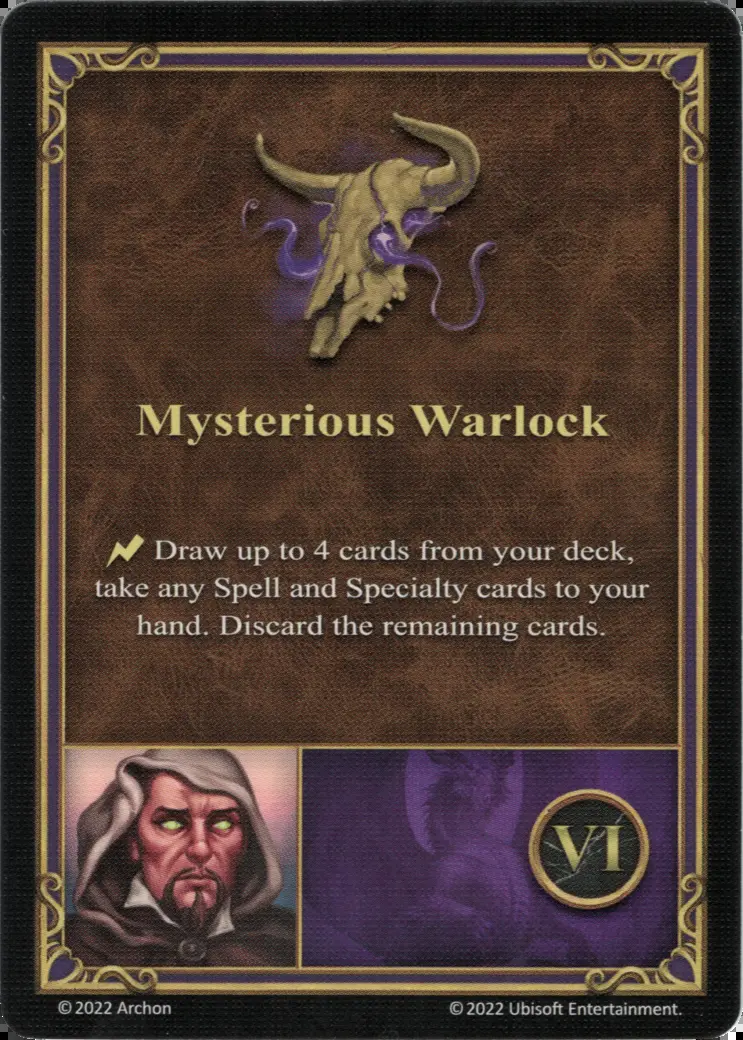 Mysterious Warlock
Draw up to 4 cards from your deck,
take any Spell and Specialty cards to your
hand. Discard the remaining cards.
VI
© 2022 Archon
© 2022 Ubisoft Entertainment.